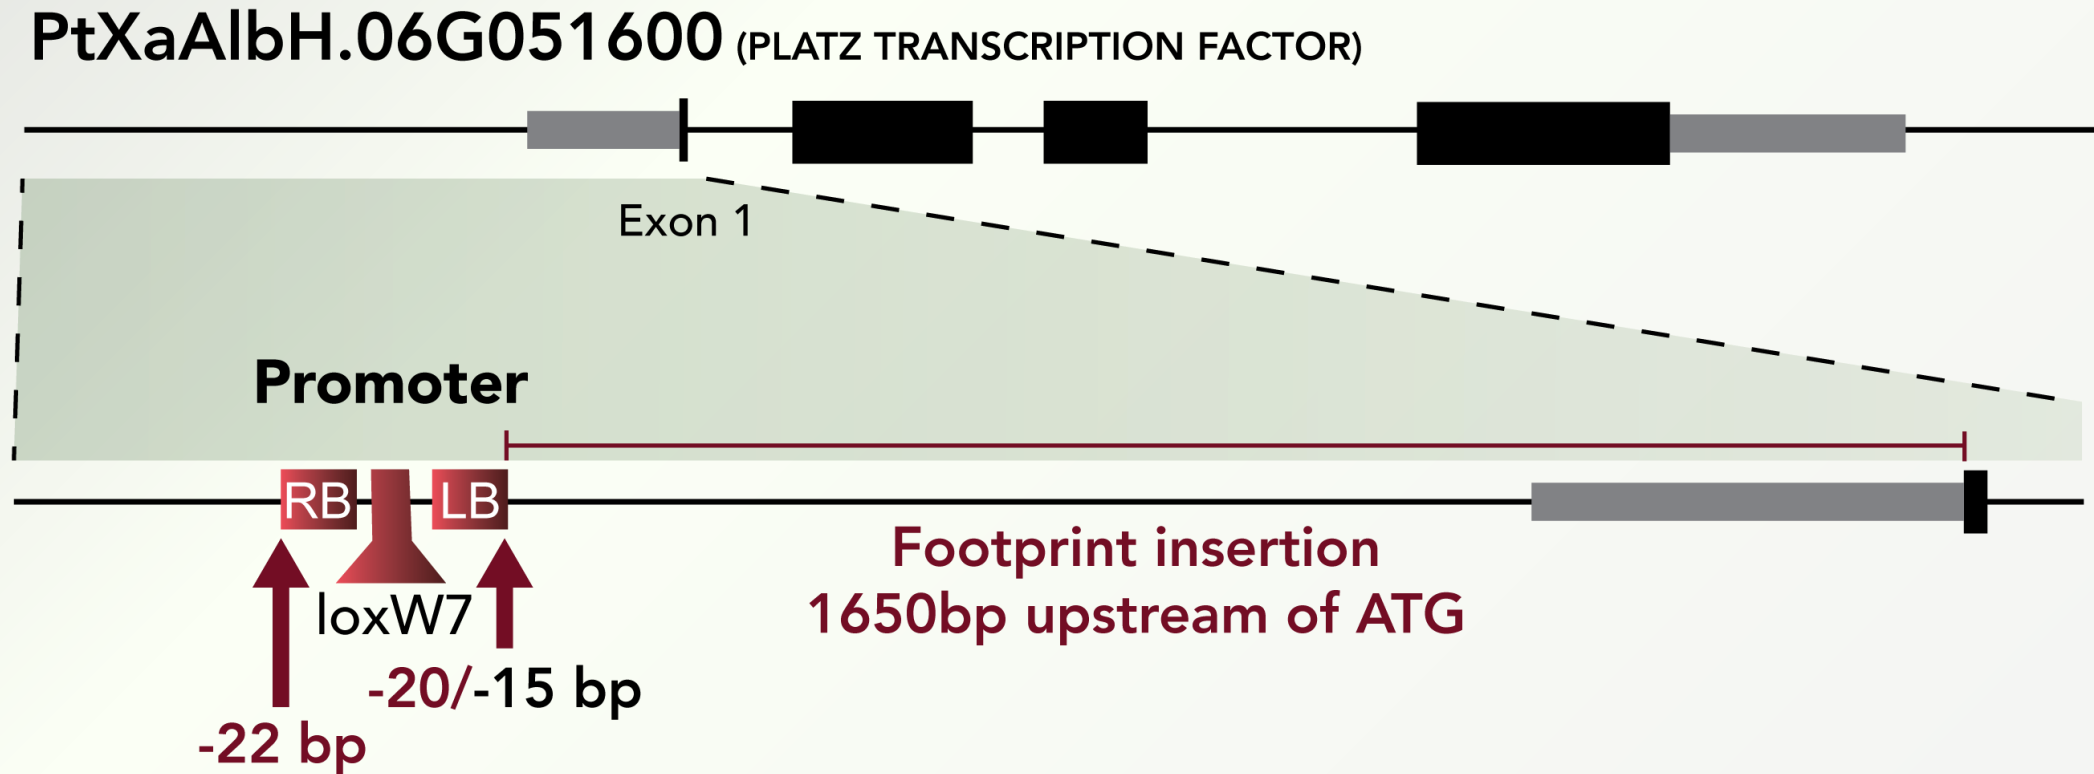 PtXaAlbH.06G051600 (PLATZ TRANSCRIPTION FACTOR)
Exon 1
Promoter
RB
LB
loxW7
Footprint insertion
1650bp upstream of ATG
-20/-15 bp
-22 bp